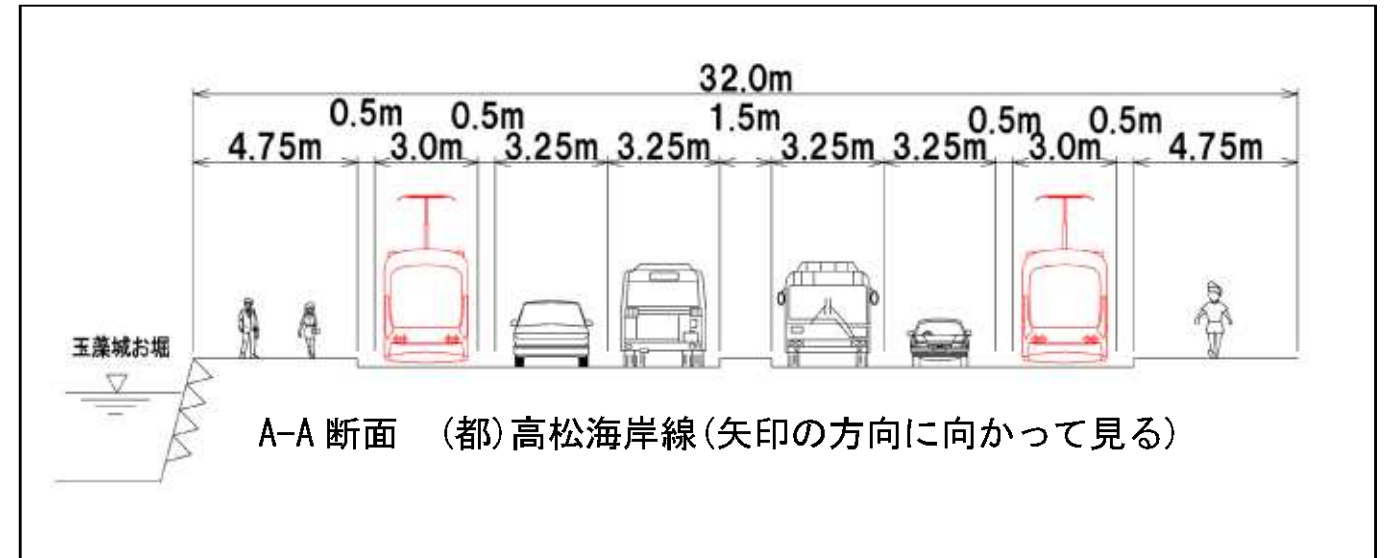 32.0m
0.5m 0.5m 1.5m 0.5m 0.5m
4.75m 3.0m 3.25m 3.25m 3.25m 3.25m 3.0m 4.75m
玉藻城お堀
A-A 断面 (都)高松海岸線(矢印の方向に向かって見る)